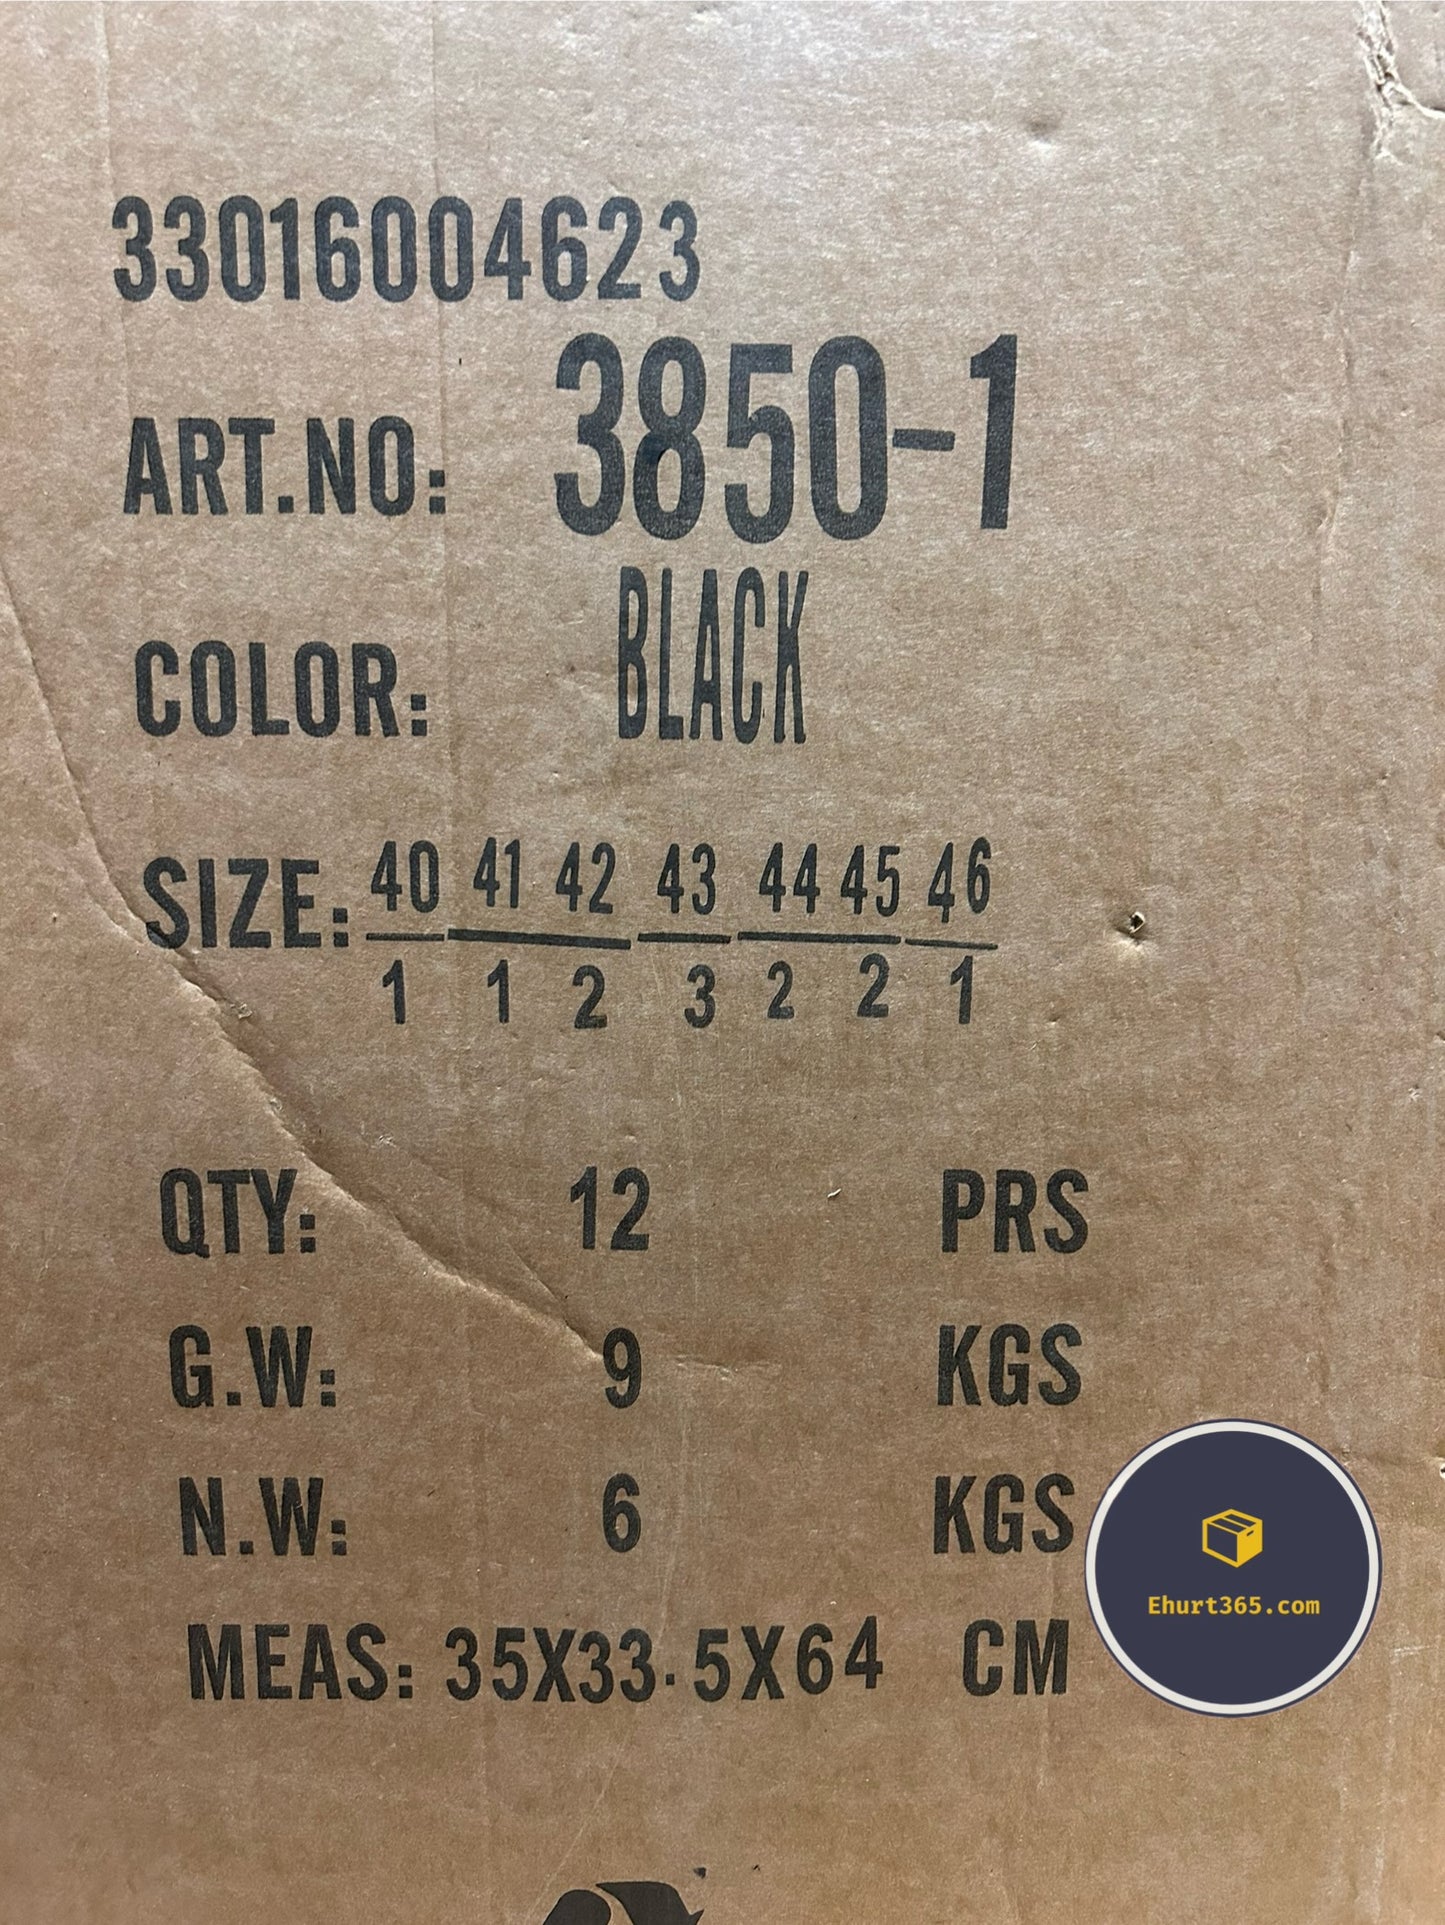 33016004623
ART.NO: 3850-1
COLOR: BLACK
SIZE: 40 41 42 43 44 45 46
1 1 2 3 2 2 1
QTY: 12 PRS
G.W: 9 KGS
N.W: 6 KGS
Ehurt365.com
MEAS: 35X33.5X64 CM